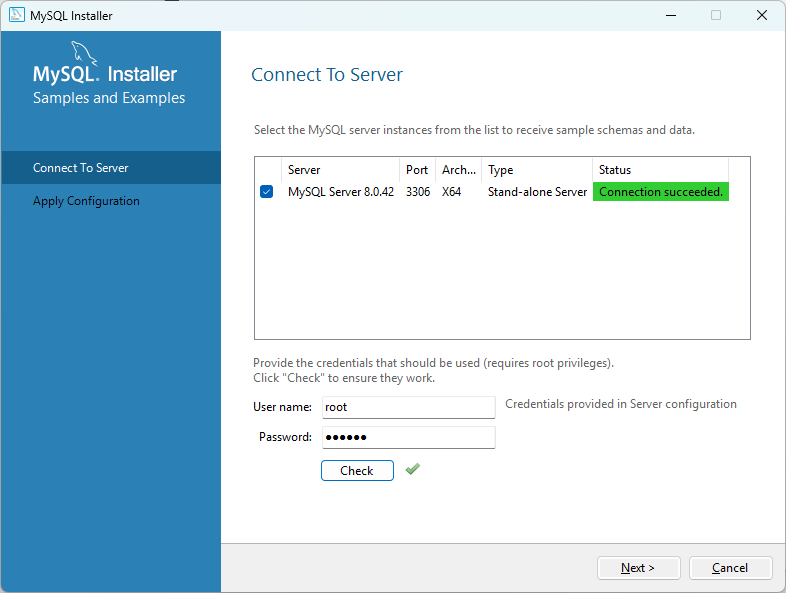 MySQL Installer
MySQL. Installer
Samples and Examples
Connect To Server
Apply Configuration
Connect To Server
Select the MySQL server instances from the list to receive sample schemas and data.
Server Port Arch... Type Status
MySQL Server 8.0.42 3306 X64 Stand-alone Server Connection succeeded.
Provide the credentials that should be used (requires root privileges).
Click "Check" to ensure they work.
User name: root Credentials provided in Server configuration
Password: ●●●●●●
Check
Next > Cancel